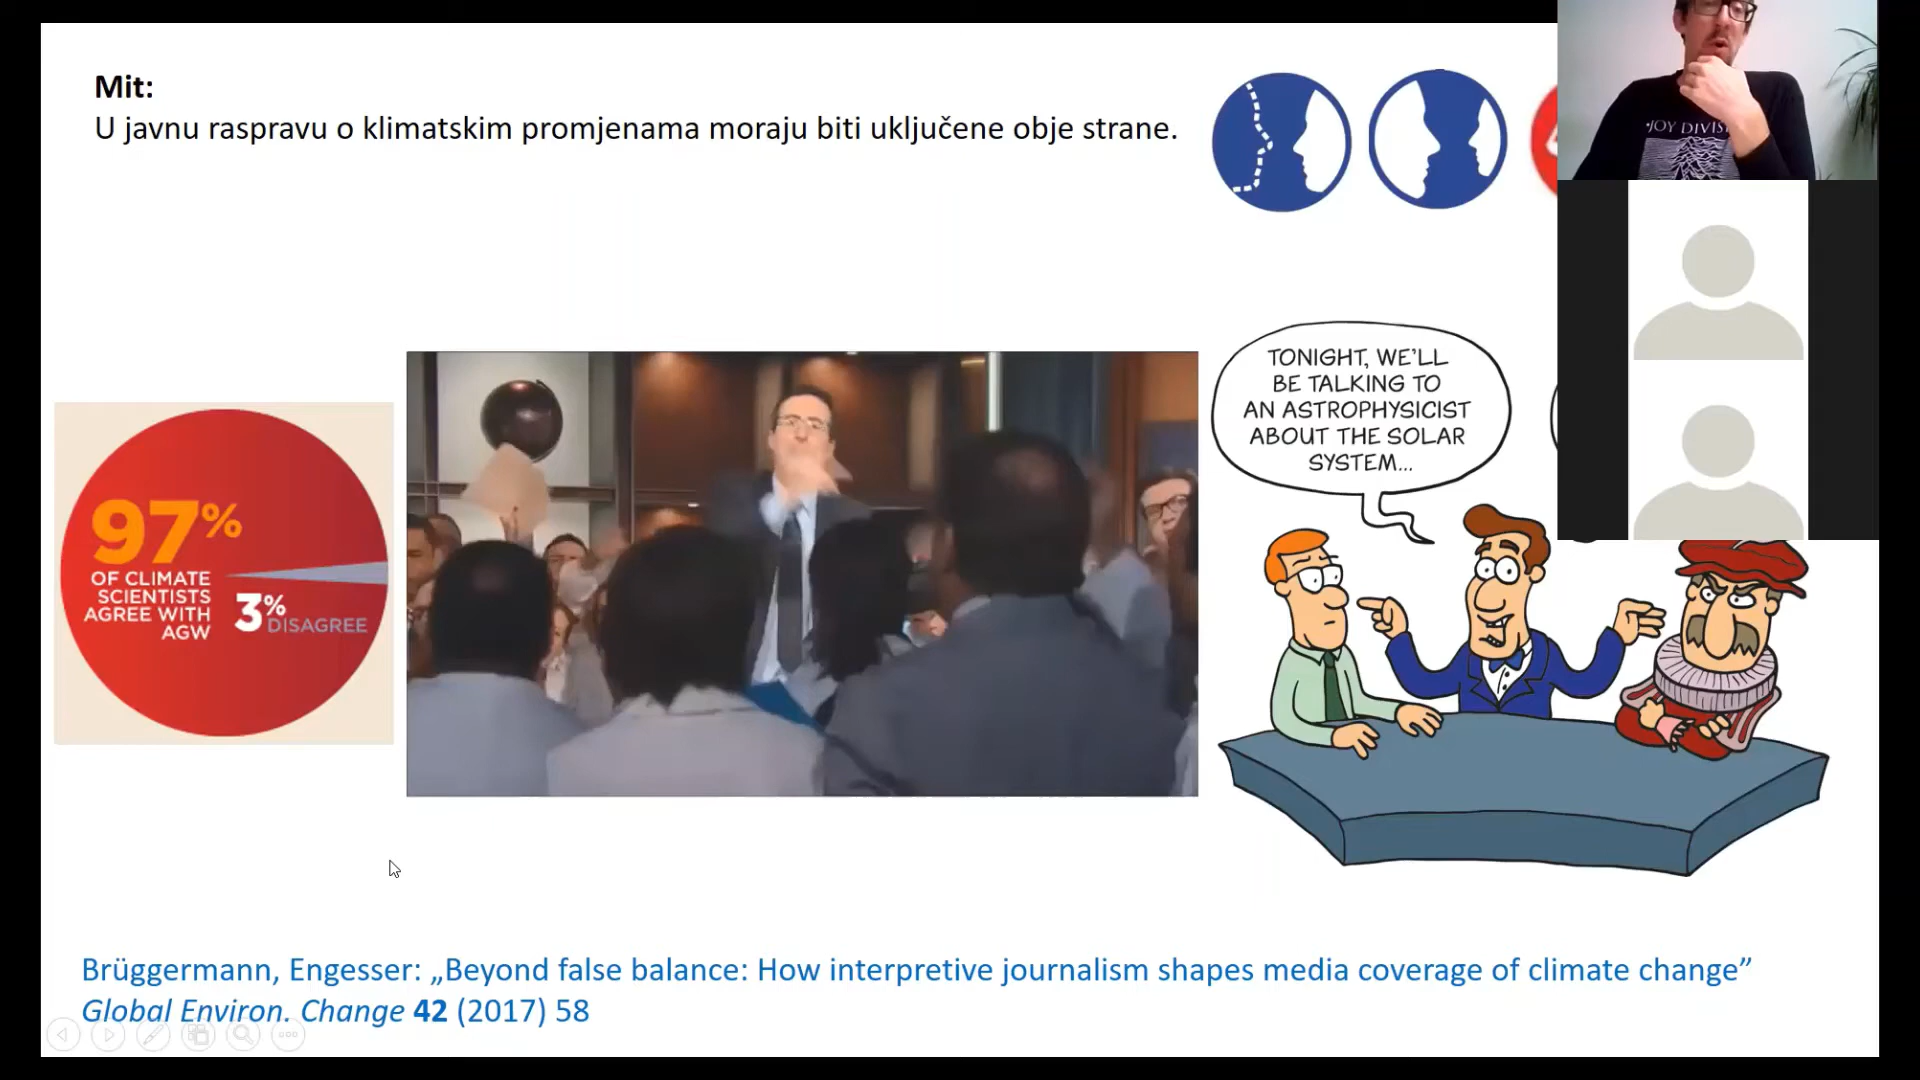 Mit:
U javnu raspravu o klimatskim promjenama moraju biti uključene obje strane.
JOY DIVIS
97%
OF CLIMATE
SCIENTISTS
AGREE WITH
AGW
3%
DISAGREE
TONIGHT, WE'LL
BE TALKING TO
AN ASTROPHYSICIST
ABOUT THE SOLAR
SYSTEM...
Brüggermann, Engesser: „Beyond false balance: How interpretive journalism shapes media coverage of climate change”
Global Environ. Change 42 (2017) 58